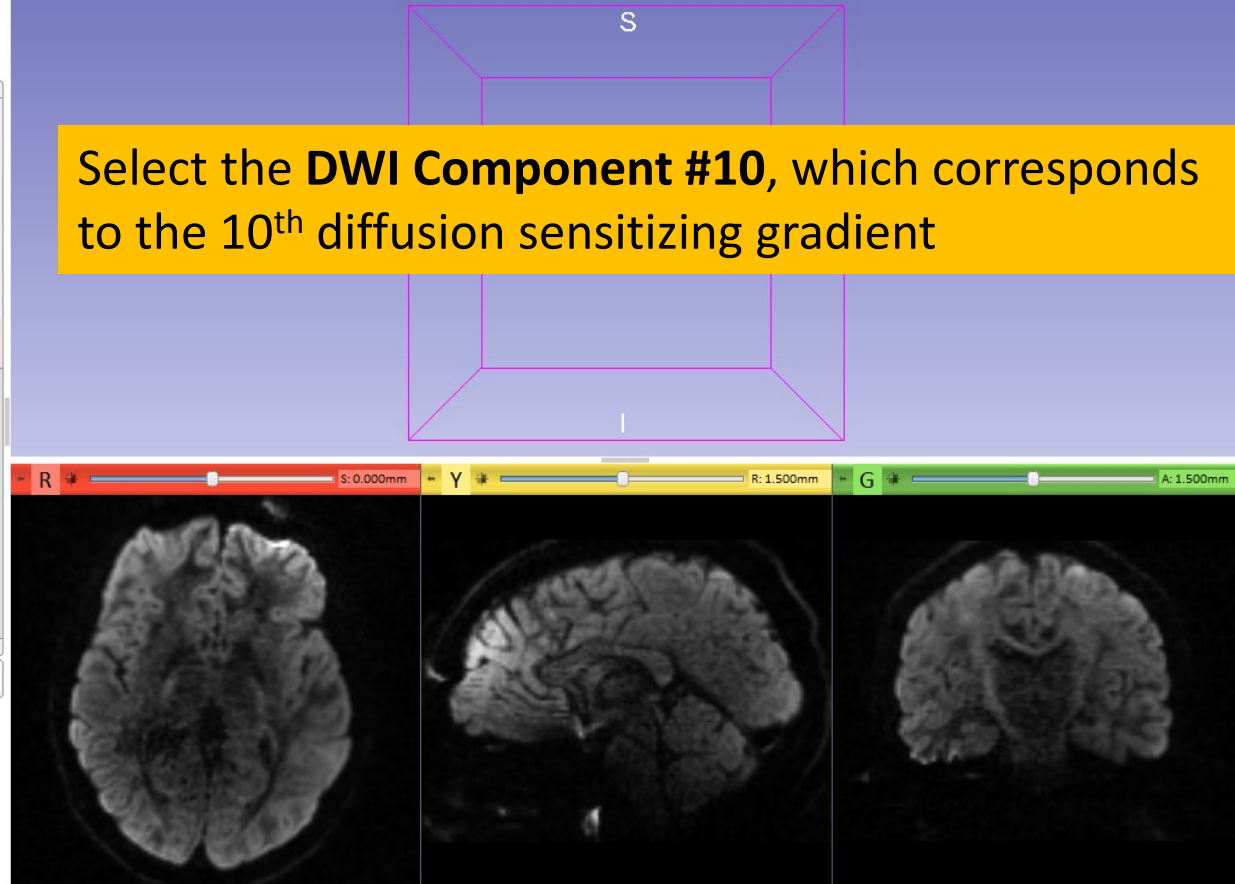 S
Select the DWI Component #10, which corresponds
to the 10th diffusion sensitizing gradient
I
R S: 0.000mm Y R: 1.500mm G A: 1.500mm